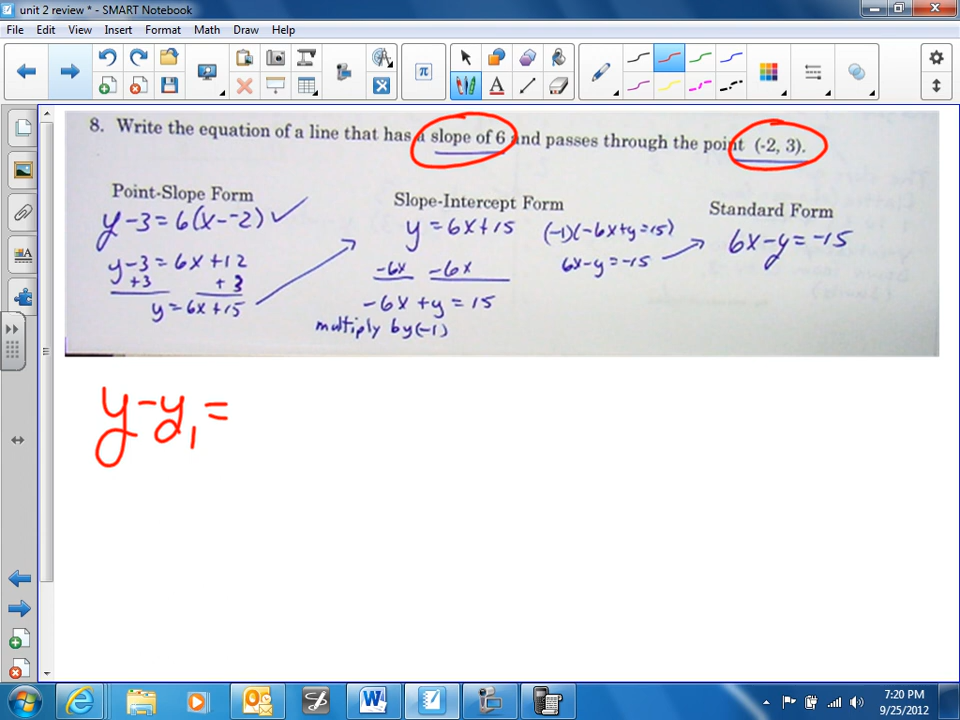 unit 2 review * - SMART Notebook
File Edit View Insert Format Math Draw Help
π
A
8. Write the equation of a line that has a slope of 6 and passes through the point (-2, 3).
Point-Slope Form
y-3=6(x--2)
y-3=6x+12
+3 +3
y=6x+15
Slope-Intercept Form
y=6x+15
-6x -6x
-6x+y=15
multiply by(-1)
(-1)(-6x+y=15)
6x-y=-15
Standard Form
6x-y=-15
y-y₁=
7:20 PM
9/25/2012